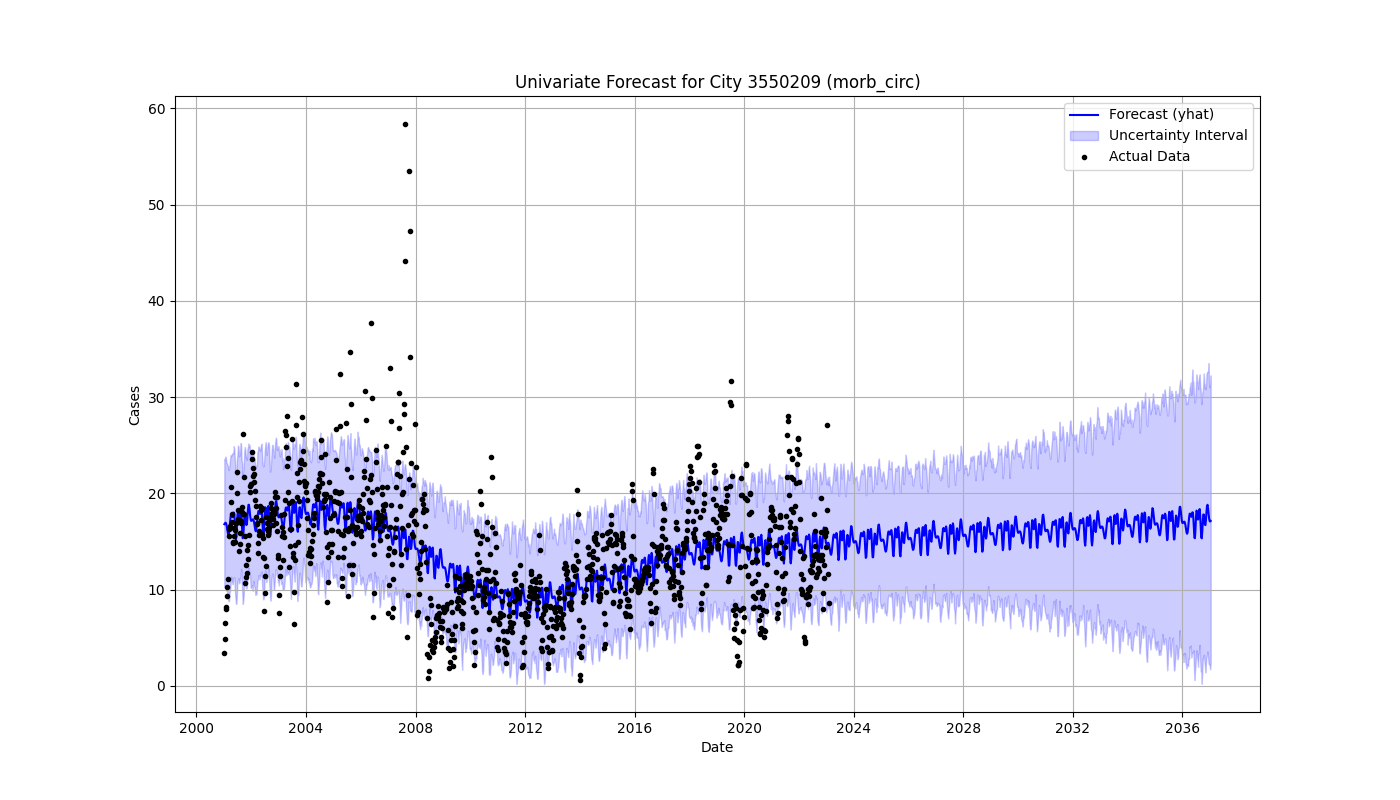 Univariate Forecast for City 3550209 (morb_circ)
Forecast (yhat)
Uncertainty Interval
Actual Data
Cases
60
50
40
30
20
10
0
2000 2004 2008 2012 2016 2020 2024 2028 2032 2036
Date